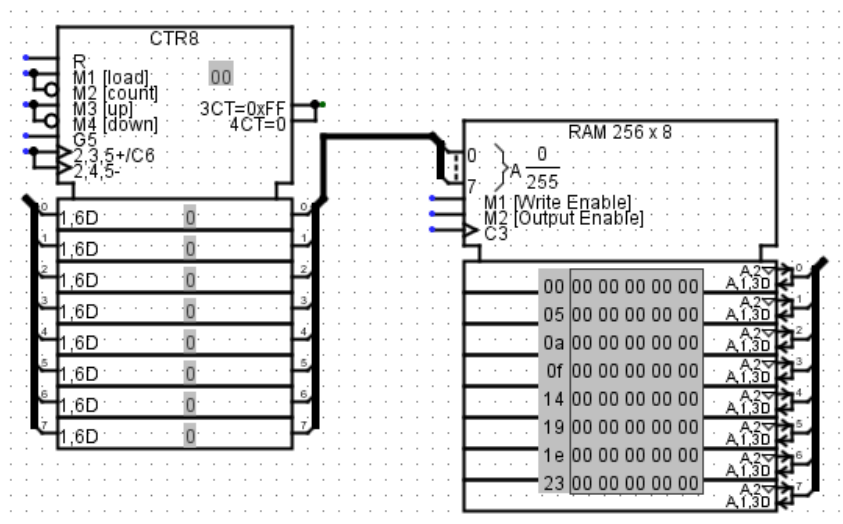 CTR8
R
M1 [load]
00
M2 [count]
M3 [up]
3CT=0xFF
M4 [down]
4CT=0
G5
2,3,5+/C6
2,4,5-
0 1,6D 0 0
1 1,6D 0 1
2 1,6D 0 2
3 1,6D 0 3
4 1,6D 0 4
5 1,6D 0 5
6 1,6D 0 6
7 1,6D 0 7
RAM 256 x 8
0
7
A
0
255
M1 [Write Enable]
M2 [Output Enable]
C3
00 00 00 00 00 00
05 00 00 00 00 00
0a 00 00 00 00 00
0f 00 00 00 00 00
14 00 00 00 00 00
19 00 00 00 00 00
1e 00 00 00 00 00
23 00 00 00 00 00
A,2 0
A,1,3D
A,2 1
A,1,3D
A,2 2
A,1,3D
A,2 3
A,1,3D
A,2 4
A,1,3D
A,2 5
A,1,3D
A,2 6
A,1,3D
A,2 7
A,1,3D